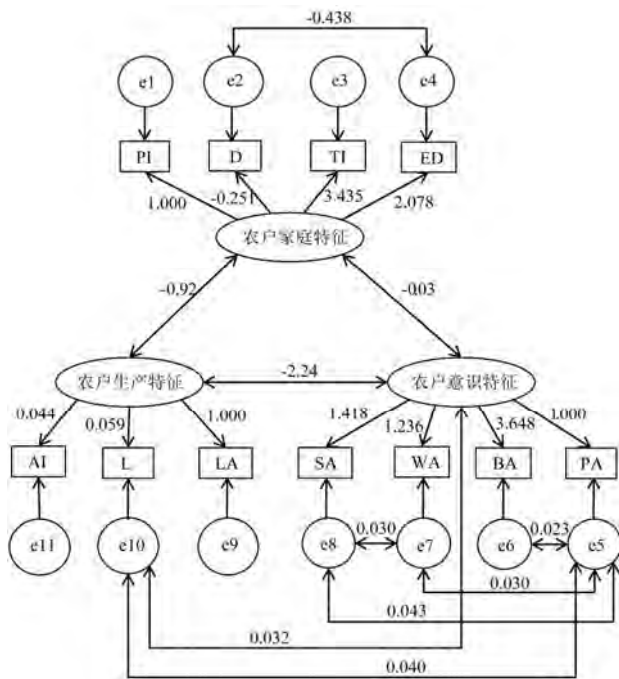 -0.438
e1 e2 e3 e4
PI D TI ED
1.000 -0.251 3.435 2.078
农户家庭特征
-0.92 -0.03
农户生产特征 -2.24 农户意识特征
0.044 0.059 1.000 1.418 1.236 3.648 1.000
AI L LA SA WA BA PA
e11 e10 e9 e8 0.030 e7 e6 0.023 e5
0.030
0.043
0.032
0.040